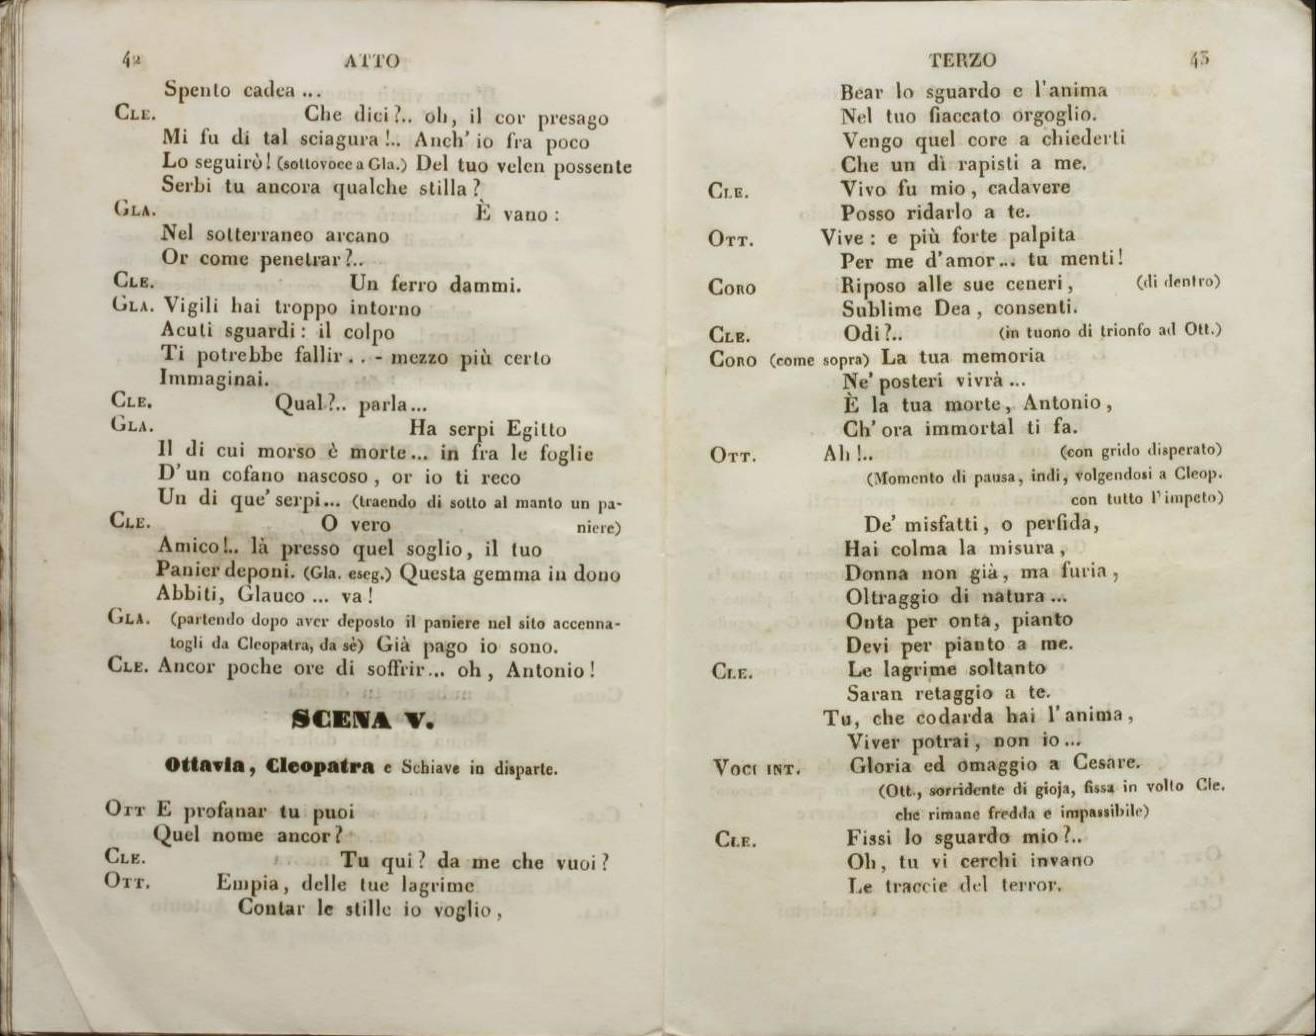 42 ATTO
Spento cadea ...
CLE. Che dici?.. oh, il cor presago
Mi fu di tal sciagura!.. Anch' io fra poco
Lo seguirò! (sottovoce a Gla.) Del tuo velen possente
Serbi tu ancora qualche stilla?
GLA. È vano:
Nel sotterraneo arcano
Or come penetrar?..
CLE. Un ferro dammi.
GLA. Vigili hai troppo intorno
Acuti sguardi: il colpo
Ti potrebbe fallir.. - mezzo più certo
Immaginai.
CLE. Qual?.. parla...
GLA. Ha serpi Egitto
Il di cui morso è morte... in fra le foglie
D'un cofano nascoso, or io ti reco
Un di que' serpi... (traendo di sotto al manto un pa-
CLE. O vero niere)
Amico!.. là presso quel soglio, il tuo
Panier deponi. (Gla. eseg.) Questa gemma in dono
Abbiti, Glauco ... va!
GLA. (partendo dopo aver deposto il paniere nel sito accenna-
togli da Cleopatra, da sè) Già pago io sono.
CLE. Ancor poche ore di soffrir... oh, Antonio!
SCENA V.
Ottavia, Cleopatra e Schiave in disparte.
OTT E profanar tu puoi
Quel nome ancor?
CLE. Tu qui? da me che vuoi?
OTT. Empia, delle tue lagrime
Contar le stille io voglio,
TERZO 43
Bear lo sguardo e l'anima
Nel tuo fiaccato orgoglio.
Vengo quel core a chiederti
Che un dì rapisti a me.
CLE. Vivo fu mio, cadavere
Posso ridarlo a te.
OTT. Vive: e più forte palpita
Per me d'amor... tu menti!
CORO Riposo alle sue ceneri, (di dentro)
Sublime Dea, consenti.
CLE. Odi?.. (in tuono di trionfo ad Ott.)
CORO (come sopra) La tua memoria
Ne' posteri vivrà ...
È la tua morte, Antonio,
Ch' ora immortal ti fa.
OTT. Ah!.. (con grido disperato)
(Momento di pausa, indi, volgendosi a Cleop.
con tutto l'impeto)
De' misfatti, o perfida,
Hai colma la misura,
Donna non già, ma furia,
Oltraggio di natura...
Onta per onta, pianto
Devi per pianto a me.
CLE. Le lagrime soltanto
Saran retaggio a te.
Tu, che codarda hai l'anima,
Viver potrai, non io...
VOCI INT. Gloria ed omaggio a Cesare.
(Ott., sorridente di gioja, fissa in volto Cle.
che rimane fredda e impassibile)
CLE. Fissi lo sguardo mio?..
Oh, tu vi cerchi invano
Le traccie del terror.